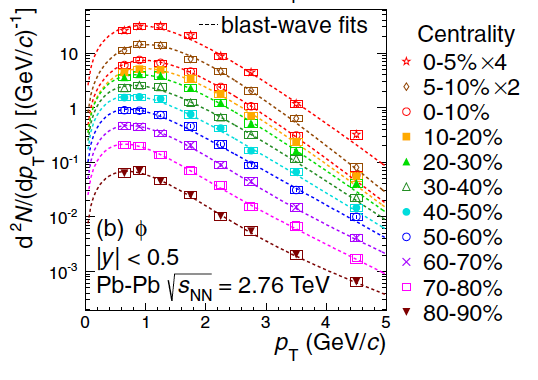 ----blast-wave fits
d²N/(dp_T dy) [(GeV/c)⁻¹]
10
1
10⁻¹
10⁻²
10⁻³
(b) ϕ
|y| < 0.5
Pb-Pb √s_NN = 2.76 TeV
0 1 2 3 4 5
p_T (GeV/c)
Centrality
0-5% ×4
5-10% ×2
0-10%
10-20%
20-30%
30-40%
40-50%
50-60%
60-70%
70-80%
80-90%